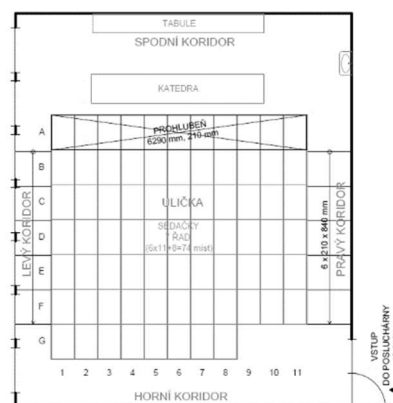 TABULE
SPODNÍ KORIDOR
KATEDRA
A
PROHLUBEŇ
6290 mm, 210 mm
B
C
ULIČKA
D
SEDAČKY
7 ŘAD
(6x11+8=74 míst)
E
F
G
LEVÝ KORIDOR
6 x 210 x 840 mm
PRAVÝ KORIDOR
1 2 3 4 5 6 7 8 9 10 11
HORNÍ KORIDOR
VSTUP
DO POSLUCHÁRNY